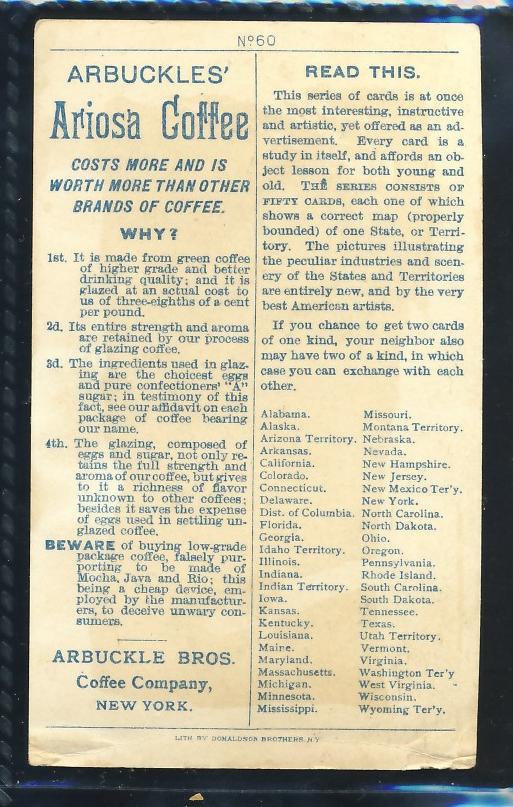 Nº 60
ARBUCKLES'
Ariosa Coffee
COSTS MORE AND IS
WORTH MORE THAN OTHER
BRANDS OF COFFEE.
WHY?
1st. It is made from green coffee
of higher grade and better
drinking quality; and it is
glazed at an actual cost to
us of three-eighths of a cent
per pound.
2d. Its entire strength and aroma
are retained by our process
of glazing coffee.
3d. The ingredients used in glaz-
ing are the choicest eggs
and pure confectioners' "A"
sugar; in testimony of this
fact, see our affidavit on each
package of coffee bearing
our name.
4th. The glazing, composed of
eggs and sugar, not only re-
tains the full strength and
aroma of our coffee, but gives
to it a richness of flavor
unknown to other coffees;
besides it saves the expense
of eggs used in settling un-
glazed coffee.
BEWARE of buying low-grade
package coffee, falsely pur-
porting to be made of
Mocha, Java and Rio; this
being a cheap device, em-
ployed by the manufactur-
ers, to deceive unwary con-
sumers.
ARBUCKLE BROS.
Coffee Company,
NEW YORK.
READ THIS.
This series of cards is at once
the most interesting, instructive
and artistic, yet offered as an ad-
vertisement. Every card is a
study in itself, and affords an ob-
ject lesson for both young and
old. THE SERIES CONSISTS OF
FIFTY CARDS, each one of which
shows a correct map (properly
bounded) of one State, or Terri-
tory. The pictures illustrating
the peculiar industries and scen-
ery of the States and Territories
are entirely new, and by the very
best American artists.
If you chance to get two cards
of one kind, your neighbor also
may have two of a kind, in which
case you can exchange with each
other.
Alabama.
Alaska.
Arizona Territory.
Arkansas.
California.
Colorado.
Connecticut.
Delaware.
Dist. of Columbia.
Florida.
Georgia.
Idaho Territory.
Illinois.
Indiana.
Indian Territory.
Iowa.
Kansas.
Kentucky.
Louisiana.
Maine.
Maryland.
Massachusetts.
Michigan.
Minnesota.
Mississippi.
Missouri.
Montana Territory.
Nebraska.
Nevada.
New Hampshire.
New Jersey.
New Mexico Ter'y.
New York.
North Carolina.
North Dakota.
Ohio.
Oregon.
Pennsylvania.
Rhode Island.
South Carolina.
South Dakota.
Tennessee.
Texas.
Utah Territory.
Vermont.
Virginia.
Washington Ter'y
West Virginia.
Wisconsin.
Wyoming Ter'y.
LITH. BY DONALDSON BROTHERS, N.Y.